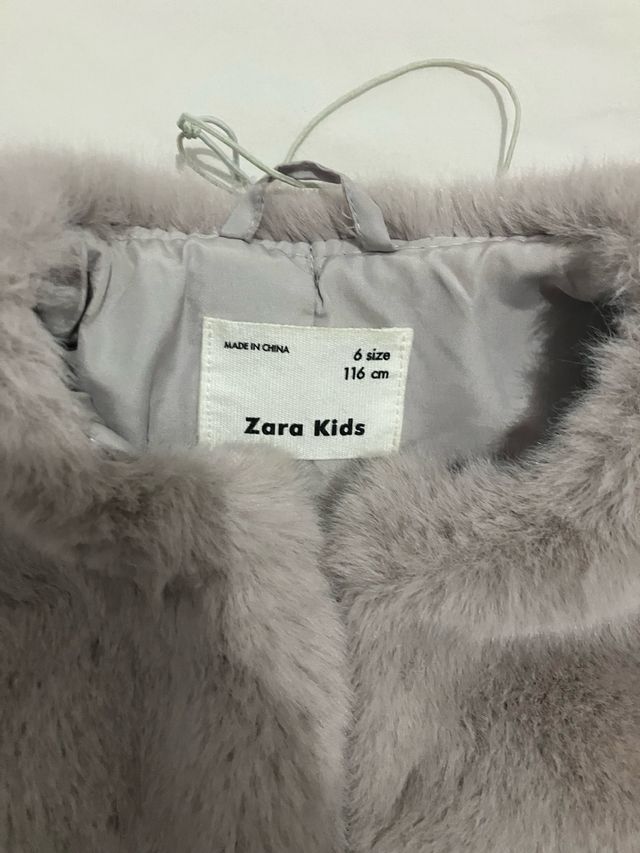 MADE IN CHINA
6 size
116 cm
Zara Kids